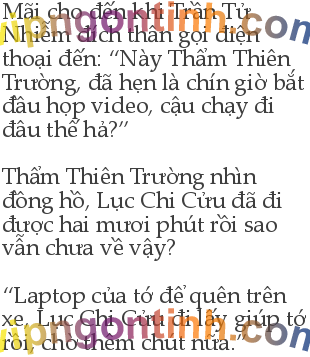 Mãi cho đến khi Trần Tử
Nhiễm đích thân gọi điện
thoại đến: “Này Thẩm Thiên
Trường, đã hẹn là chín giờ bắt
đầu họp video, cậu chạy đi
đâu thế hả?”
Thẩm Thiên Trường nhìn
đồng hồ, Lục Chi Cửu đã đi
được hai mươi phút rồi sao
vẫn chưa về vậy?
“Laptop của tớ để quên trên
xe, Lục Chi Cửu đi lấy giúp tớ
rồi, chờ thêm chút nữa.”